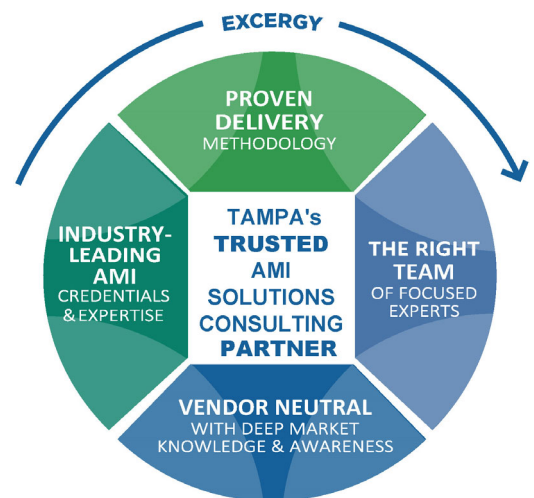 EXCERGY
PROVEN
DELIVERY
METHODOLOGY
INDUSTRY-
LEADING
AMI
CREDENTIALS
& EXPERTISE
TAMPA's
TRUSTED
AMI
SOLUTIONS
CONSULTING
PARTNER
THE RIGHT
TEAM
OF FOCUSED
EXPERTS
VENDOR NEUTRAL
WITH DEEP MARKET
KNOWLEDGE & AWARENESS